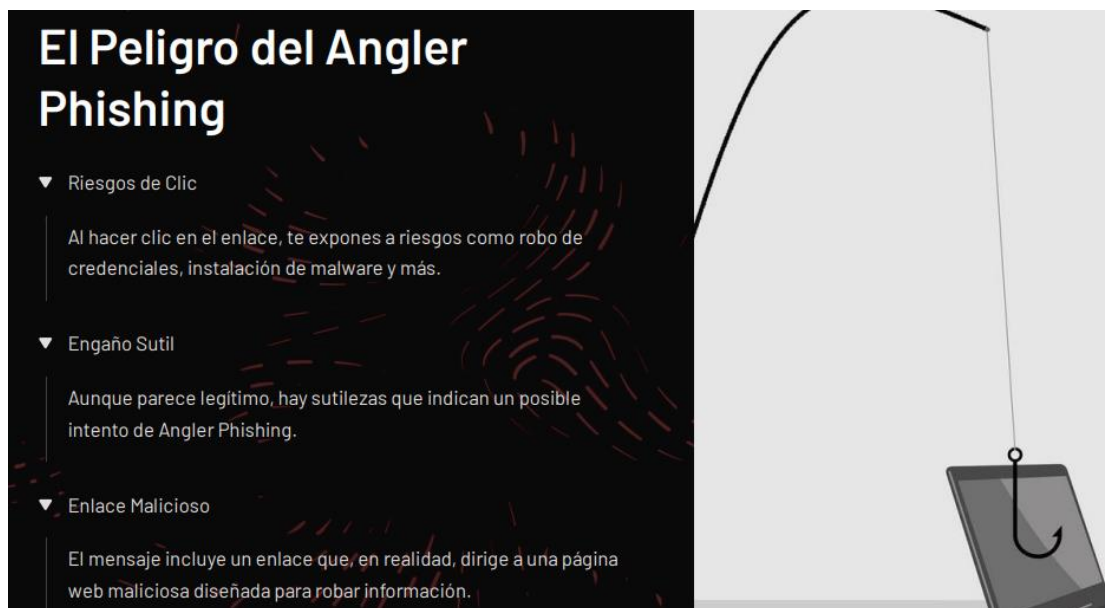 El Peligro del Angler
Phishing
Riesgos de Clic
Al hacer clic en el enlace, te expones a riesgos como robo de
credenciales, instalación de malware y más.
Engaño Sutil
Aunque parece legítimo, hay sutilezas que indican un posible
intento de Angler Phishing.
Enlace Malicioso
El mensaje incluye un enlace que, en realidad, dirige a una página
web maliciosa diseñada para robar información.